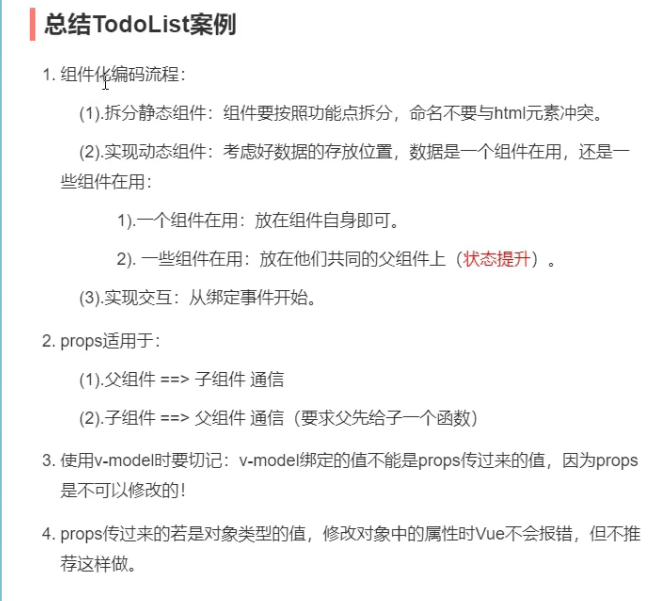 总结TodoList案例
1. 组件化编码流程：
(1).拆分静态组件：组件要按照功能点拆分，命名不要与html元素冲突。
(2).实现动态组件：考虑好数据的存放位置，数据是一个组件在用，还是一
些组件在用：
1).一个组件在用：放在组件自身即可。
2). 一些组件在用：放在他们共同的父组件上（状态提升）。
(3).实现交互：从绑定事件开始。
2. props适用于：
(1).父组件 ==> 子组件 通信
(2).子组件 ==> 父组件 通信（要求父先给子一个函数）
3. 使用v-model时要切记：v-model绑定的值不能是props传过来的值，因为props
是不可以修改的！
4. props传过来的若是对象类型的值，修改对象中的属性时Vue不会报错，但不推
荐这样做。